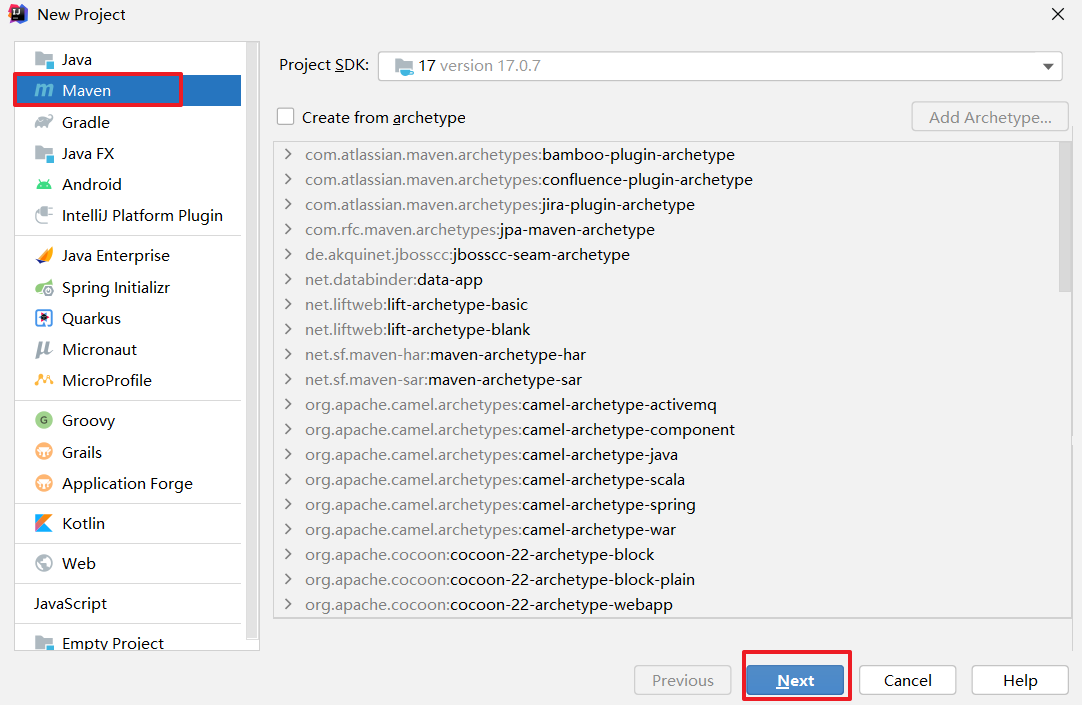 New Project
Java
Maven
Gradle
Java FX
Android
IntelliJ Platform Plugin
Java Enterprise
Spring Initializr
Quarkus
Micronaut
MicroProfile
Groovy
Grails
Application Forge
Kotlin
Web
JavaScript
Empty Project
Project SDK: 17 version 17.0.7
Create from archetype
Add Archetype...
com.atlassian.maven.archetypes:bamboo-plugin-archetype
com.atlassian.maven.archetypes:confluence-plugin-archetype
com.atlassian.maven.archetypes:jira-plugin-archetype
com.rfc.maven.archetypes:jpa-maven-archetype
de.akquinet.jbosscc:jbosscc-seam-archetype
net.databinder:data-app
net.liftweb:lift-archetype-basic
net.liftweb:lift-archetype-blank
net.sf.maven-har:maven-archetype-har
net.sf.maven-sar:maven-archetype-sar
org.apache.camel.archetypes:camel-archetype-activemq
org.apache.camel.archetypes:camel-archetype-component
org.apache.camel.archetypes:camel-archetype-java
org.apache.camel.archetypes:camel-archetype-scala
org.apache.camel.archetypes:camel-archetype-spring
org.apache.camel.archetypes:camel-archetype-war
org.apache.cocoon:cocoon-22-archetype-block
org.apache.cocoon:cocoon-22-archetype-block-plain
org.apache.cocoon:cocoon-22-archetype-webapp
Previous
Next
Cancel
Help